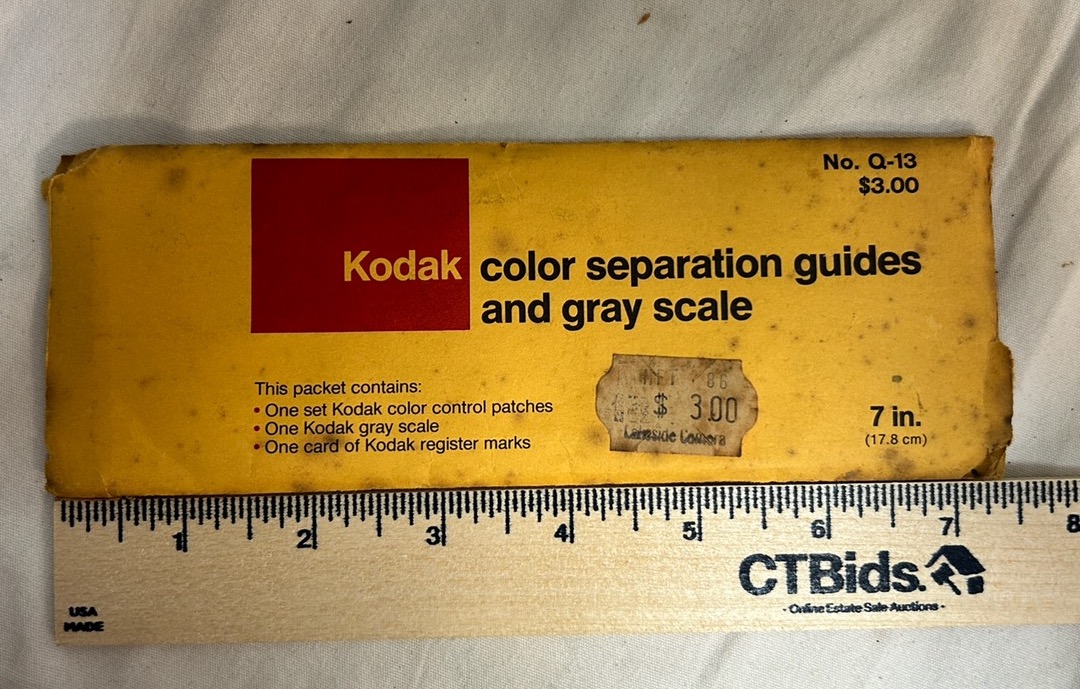 No. Q-13
$3.00
Kodak color separation guides
and gray scale
This packet contains:
• One set Kodak color control patches
• One Kodak gray scale
• One card of Kodak register marks
86
$ 3.00
Lakeside Camera
7 in.
(17.8 cm)
1 2 3 4 5 6 7 8
CTBids.
- Online Estate Sale Auctions -
USA
MADE